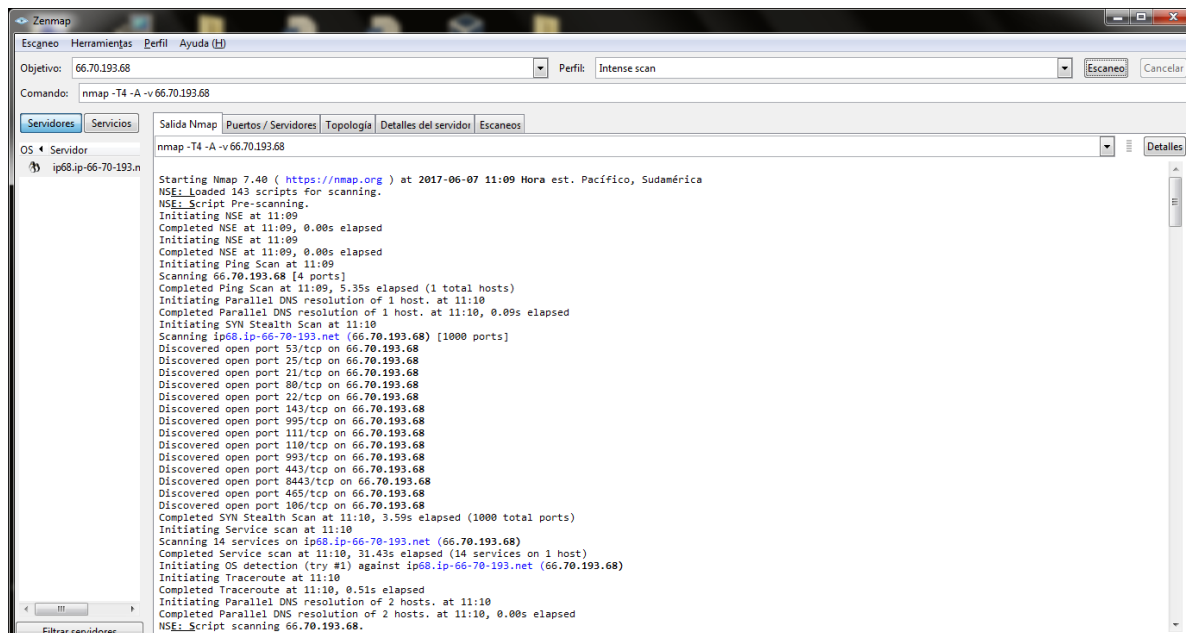 Zenmap
Escaneo Herramientas Perfil Ayuda (H)
Objetivo: 66.70.193.68 Perfil: Intense scan Escaneo Cancelar
Comando: nmap -T4 -A -v 66.70.193.68
Servidores Servicios Salida Nmap Puertos / Servidores Topología Detalles del servidor Escaneos
OS Servidor nmap -T4 -A -v 66.70.193.68 Detalles
ip68.ip-66-70-193.n
Starting Nmap 7.40 ( https://nmap.org ) at 2017-06-07 11:09 Hora est. Pacífico, Sudamérica
NSE: Loaded 143 scripts for scanning.
NSE: Script Pre-scanning.
Initiating NSE at 11:09
Completed NSE at 11:09, 0.00s elapsed
Initiating NSE at 11:09
Completed NSE at 11:09, 0.00s elapsed
Initiating Ping Scan at 11:09
Scanning 66.70.193.68 [4 ports]
Completed Ping Scan at 11:09, 5.35s elapsed (1 total hosts)
Initiating Parallel DNS resolution of 1 host. at 11:10
Completed Parallel DNS resolution of 1 host. at 11:10, 0.09s elapsed
Initiating SYN Stealth Scan at 11:10
Scanning ip68.ip-66-70-193.net (66.70.193.68) [1000 ports]
Discovered open port 53/tcp on 66.70.193.68
Discovered open port 25/tcp on 66.70.193.68
Discovered open port 21/tcp on 66.70.193.68
Discovered open port 80/tcp on 66.70.193.68
Discovered open port 22/tcp on 66.70.193.68
Discovered open port 143/tcp on 66.70.193.68
Discovered open port 995/tcp on 66.70.193.68
Discovered open port 111/tcp on 66.70.193.68
Discovered open port 110/tcp on 66.70.193.68
Discovered open port 993/tcp on 66.70.193.68
Discovered open port 443/tcp on 66.70.193.68
Discovered open port 8443/tcp on 66.70.193.68
Discovered open port 465/tcp on 66.70.193.68
Discovered open port 106/tcp on 66.70.193.68
Completed SYN Stealth Scan at 11:10, 3.59s elapsed (1000 total ports)
Initiating Service scan at 11:10
Scanning 14 services on ip68.ip-66-70-193.net (66.70.193.68)
Completed Service scan at 11:10, 31.43s elapsed (14 services on 1 host)
Initiating OS detection (try #1) against ip68.ip-66-70-193.net (66.70.193.68)
Initiating Traceroute at 11:10
Completed Traceroute at 11:10, 0.51s elapsed
Initiating Parallel DNS resolution of 2 hosts. at 11:10
Completed Parallel DNS resolution of 2 hosts. at 11:10, 0.00s elapsed
NSE: Script scanning 66.70.193.68.
Filtrar servidores